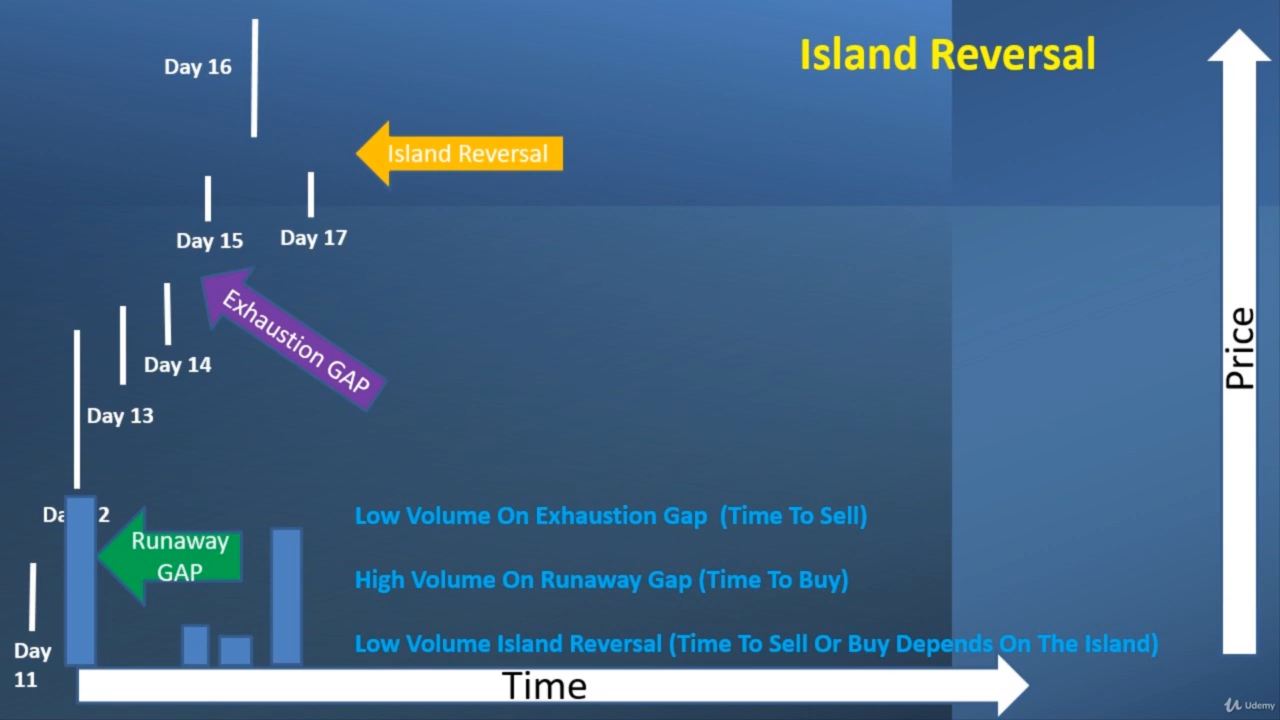 Island Reversal
Day 16
Island Reversal
Day 15
Day 17
Exhaustion GAP
Day 14
Price
Day 13
Low Volume On Exhaustion Gap (Time To Sell)
Runaway
GAP
High Volume On Runaway Gap (Time To Buy)
Low Volume Island Reversal (Time To Sell Or Buy Depends On The Island)
Day
11
Time
Udemy